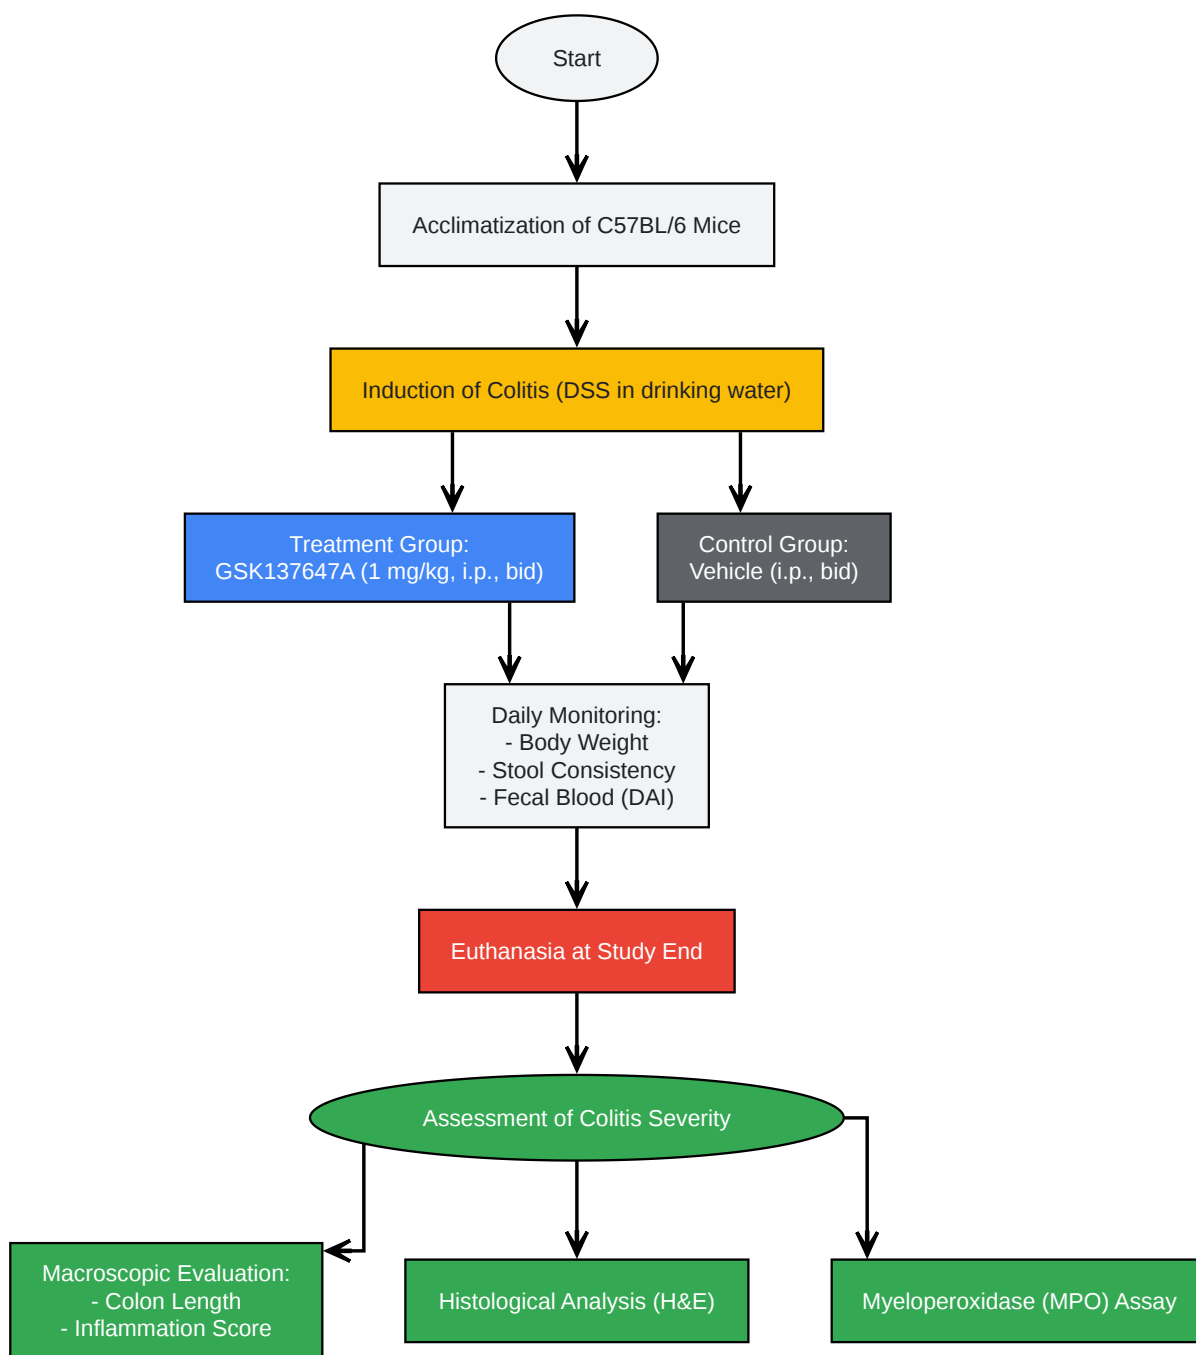 Start
Acclimatization of C57BL/6 Mice
Induction of Colitis (DSS in drinking water)
Treatment Group:
GSK137647A (1 mg/kg, i.p., bid)
Control Group:
Vehicle (i.p., bid)
Daily Monitoring:
- Body Weight
- Stool Consistency
- Fecal Blood (DAI)
Euthanasia at Study End
Assessment of Colitis Severity
Macroscopic Evaluation:
- Colon Length
- Inflammation Score
Histological Analysis (H&E)
Myeloperoxidase (MPO) Assay